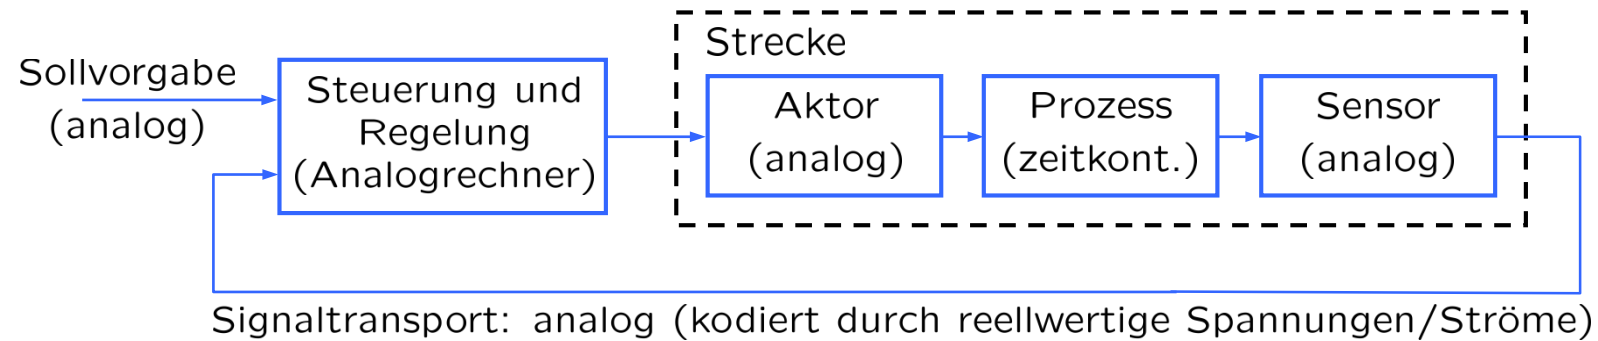 Strecke
Sollvorgabe
(analog)
Steuerung und
Regelung
(Analogrechner)
Aktor
(analog)
Prozess
(zeitkont.)
Sensor
(analog)
Signaltransport: analog (kodiert durch reellwertige Spannungen/Ströme)